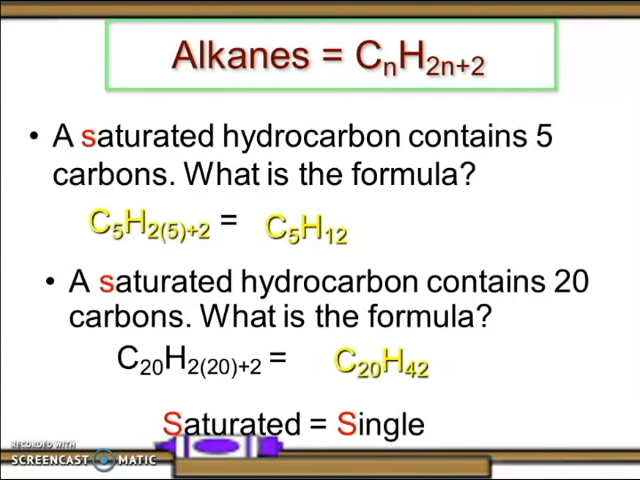 Alkanes = CₙH₂ₙ₊₂
• A saturated hydrocarbon contains 5
carbons. What is the formula?
C₅H₂₍₅₎₊₂ = C₅H₁₂
• A saturated hydrocarbon contains 20
carbons. What is the formula?
C₂₀H₂₍₂₀₎₊₂ = C₂₀H₄₂
Saturated = Single
RECORDED WITH
SCREENCAST MATIC